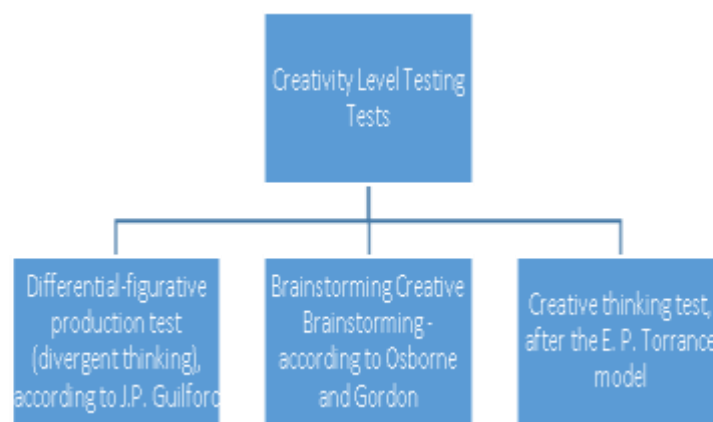 Creativity Level Testing
Tests
Differential-figurative
production test
(divergent thinking),
according to J.P. Guilford
Brainstorming Creative
Brainstorming -
according to Osborne
and Gordon
Creative thinking test,
after the E. P. Torrance
model